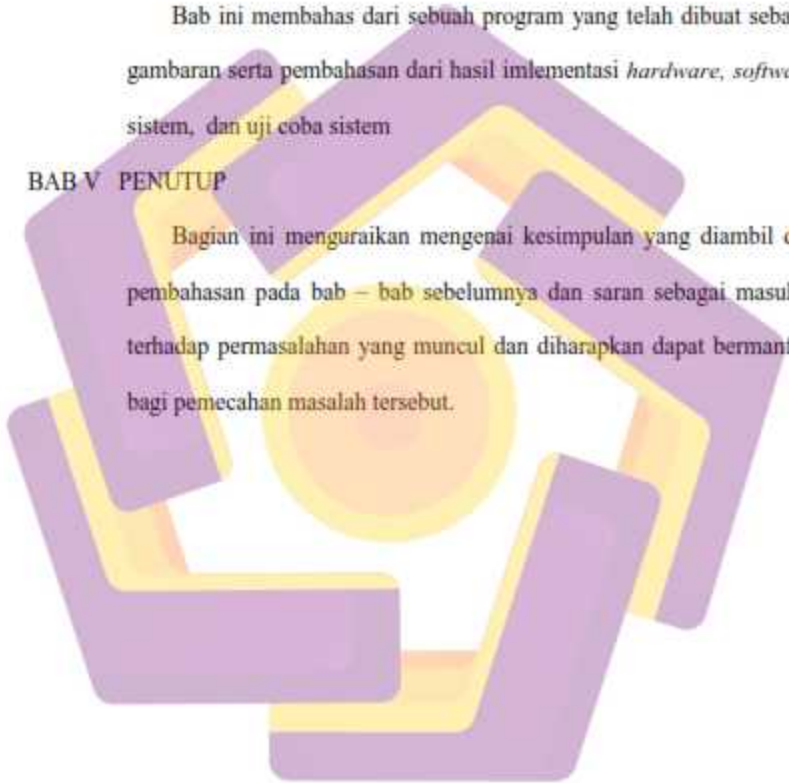 Bab ini membahas dari sebuah program yang telah dibuat seba
gambaran serta pembahasan dari hasil imlementasi hardware, softwa
sistem, dan uji coba sistem
BAB V PENUTUP
Bagian ini menguraikan mengenai kesimpulan yang diambil d
pembahasan pada bab – bab sebelumnya dan saran sebagai masul
terhadap permasalahan yang muncul dan diharapkan dapat bermanf
bagi pemecahan masalah tersebut.